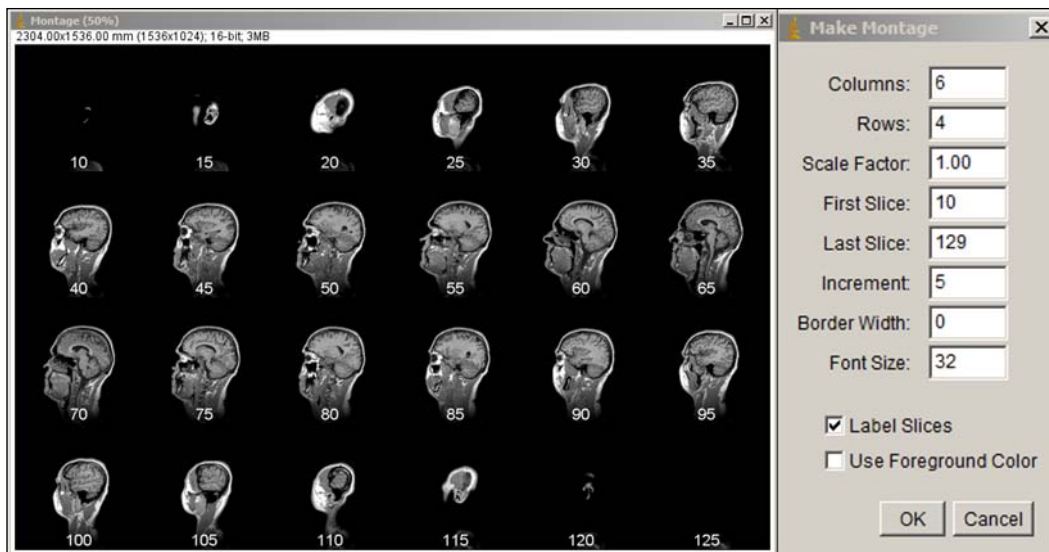 Montage (50%)
2304.00x1536.00 mm (1536x1024); 16-bit; 3MB
10 15 20 25 30 35
40 45 50 55 60 65
70 75 80 85 90 95
100 105 110 115 120 125
Make Montage
Columns: 6
Rows: 4
Scale Factor: 1.00
First Slice: 10
Last Slice: 129
Increment: 5
Border Width: 0
Font Size: 32
Label Slices
Use Foreground Color
OK Cancel